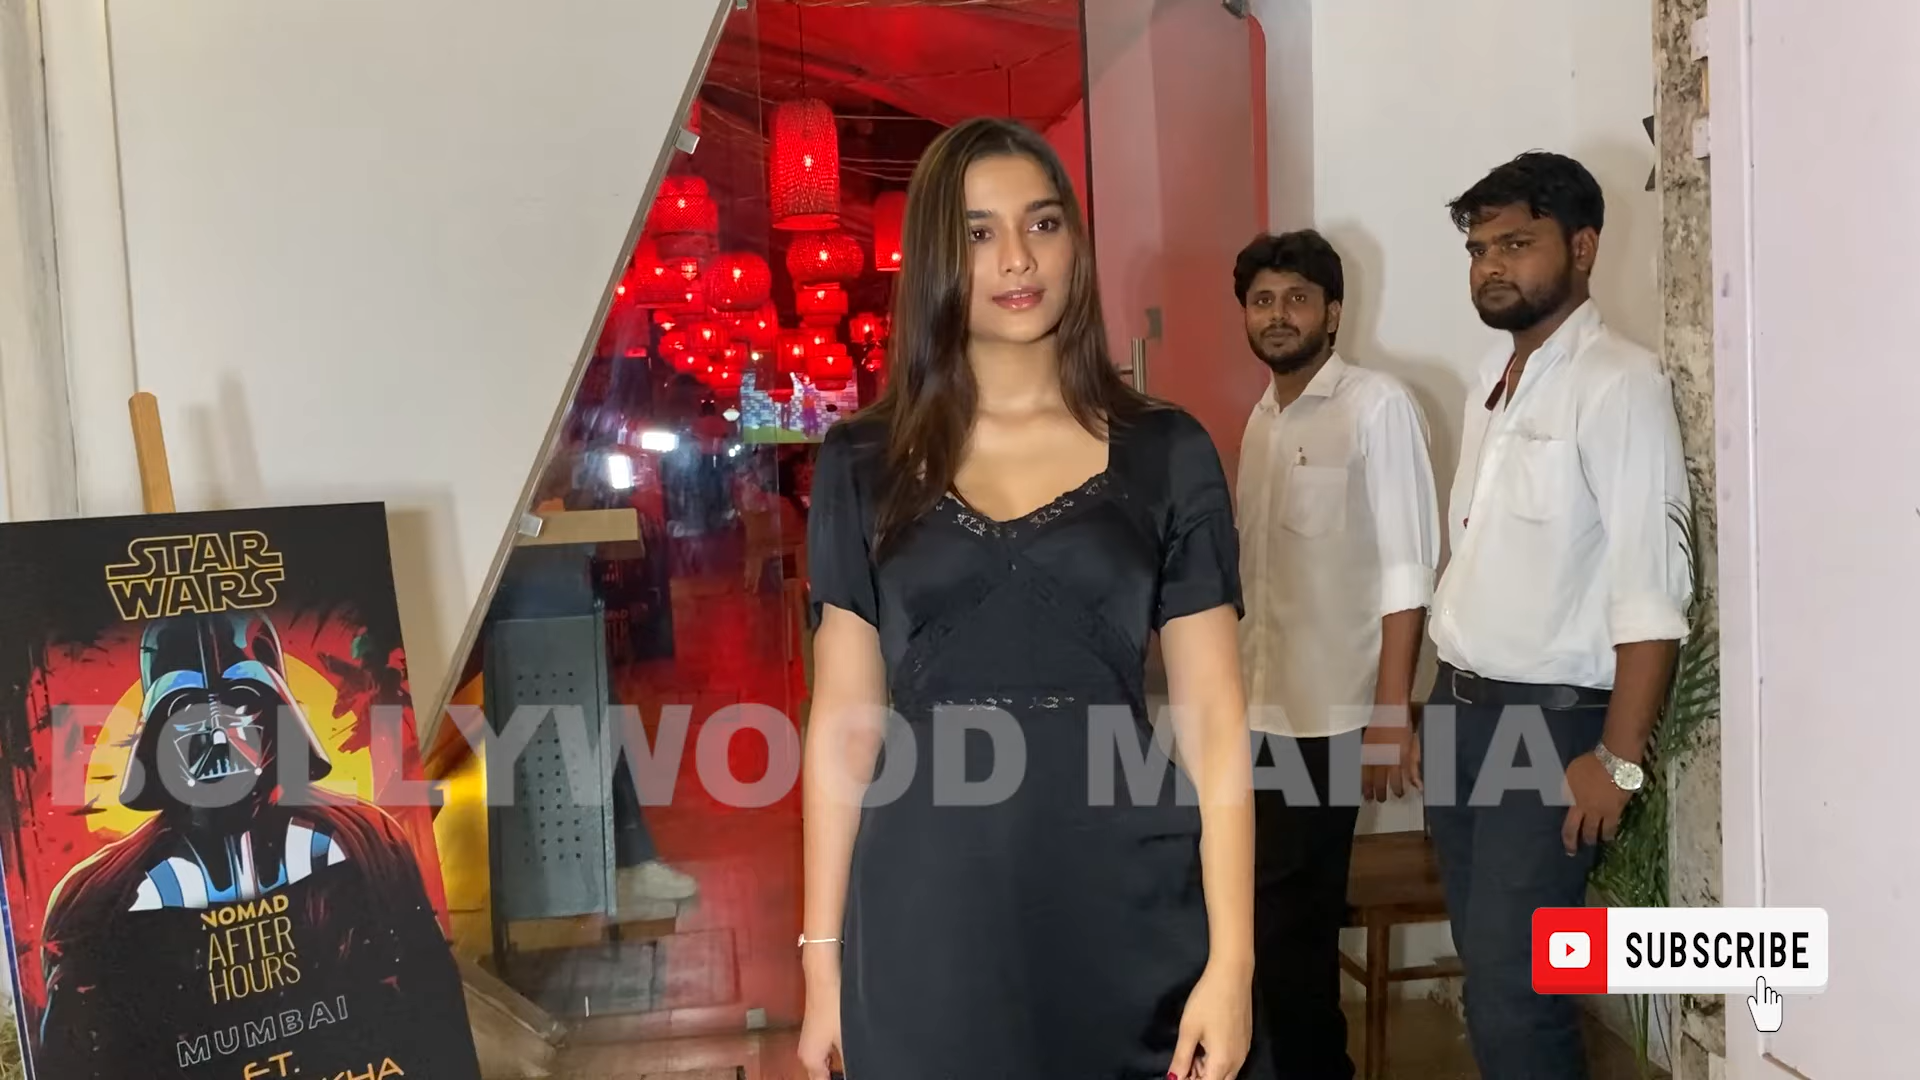 STAR
WARS
NOMAD
AFTER
HOURS
MUMBAI
FT.
BOLLYWOOD MAFIA
SUBSCRIBE